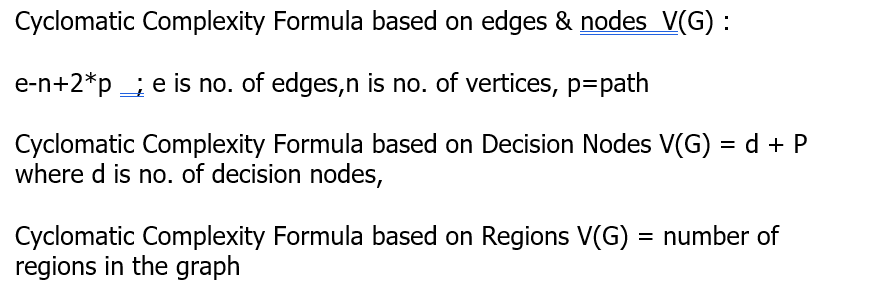 Cyclomatic Complexity Formula based on edges & nodes V(G) :
e-n+2*p ; e is no. of edges,n is no. of vertices, p=path
Cyclomatic Complexity Formula based on Decision Nodes V(G) = d + P
where d is no. of decision nodes,
Cyclomatic Complexity Formula based on Regions V(G) = number of
regions in the graph